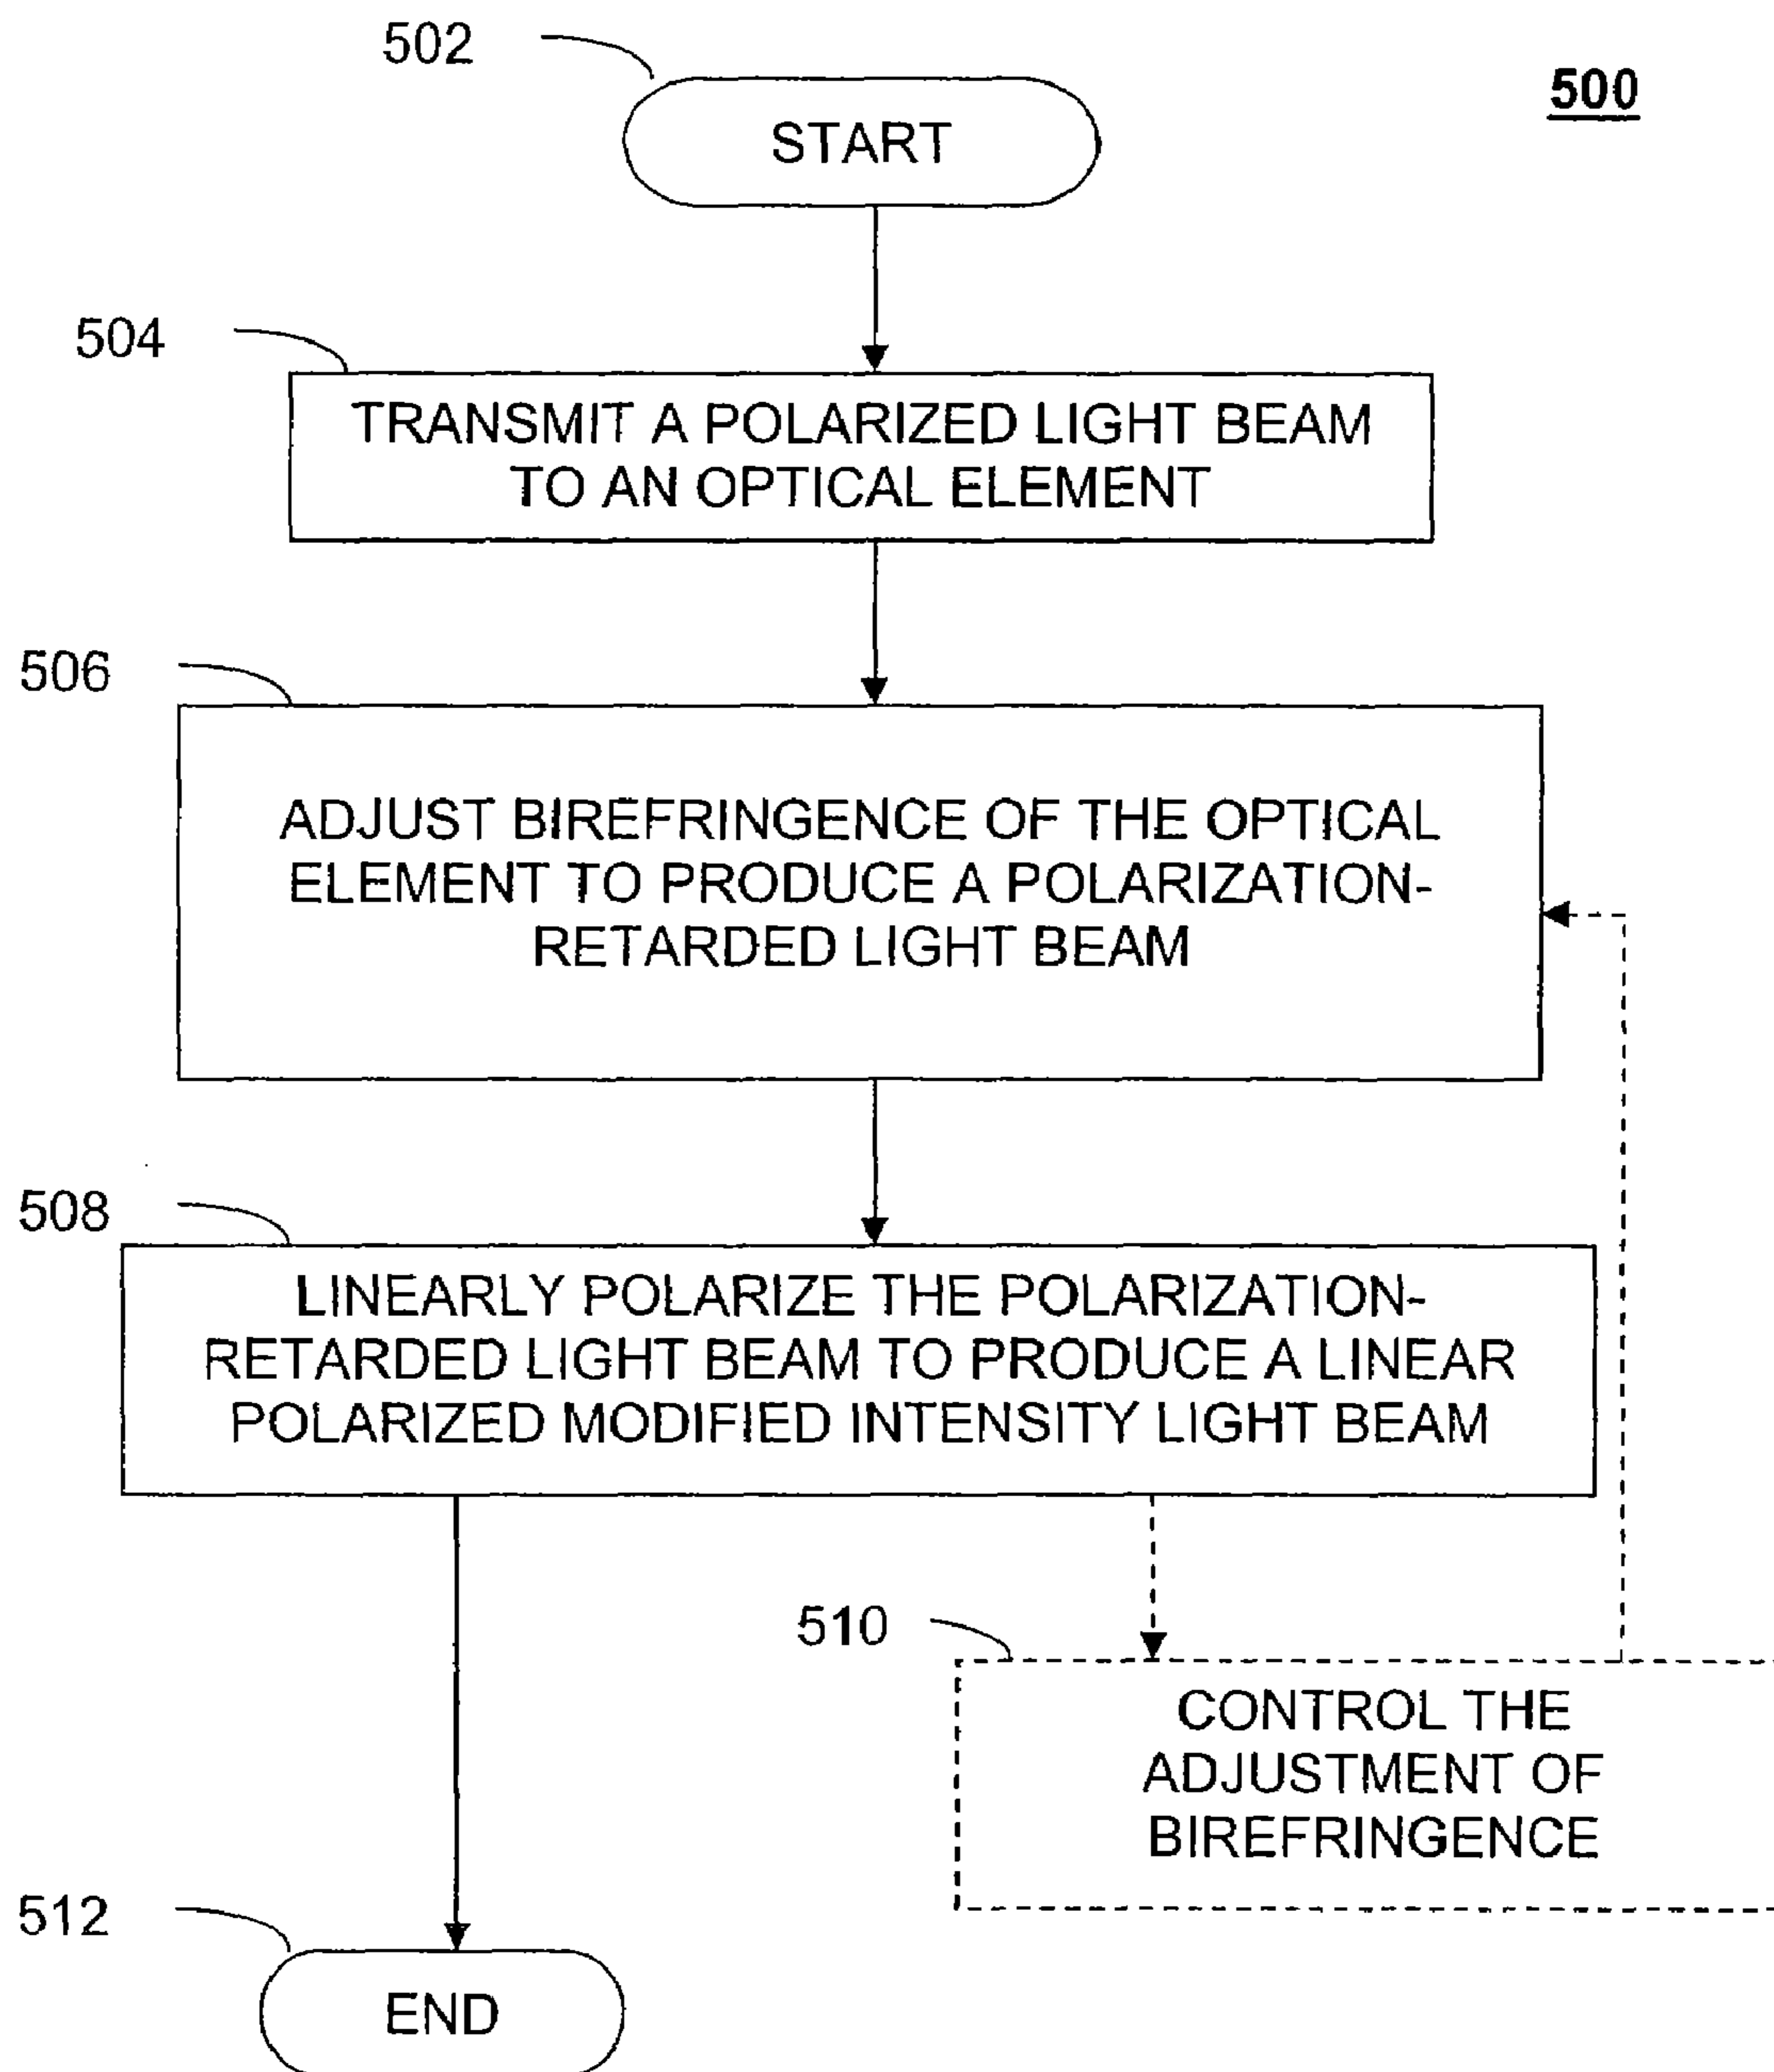 502
500
START
504
TRANSMIT A POLARIZED LIGHT BEAM
TO AN OPTICAL ELEMENT
506
ADJUST BIREFRINGENCE OF THE OPTICAL
ELEMENT TO PRODUCE A POLARIZATION-
RETARDED LIGHT BEAM
508
LINEARLY POLARIZE THE POLARIZATION-
RETARDED LIGHT BEAM TO PRODUCE A LINEAR
POLARIZED MODIFIED INTENSITY LIGHT BEAM
510
CONTROL THE
ADJUSTMENT OF
BIREFRINGENCE
512
END